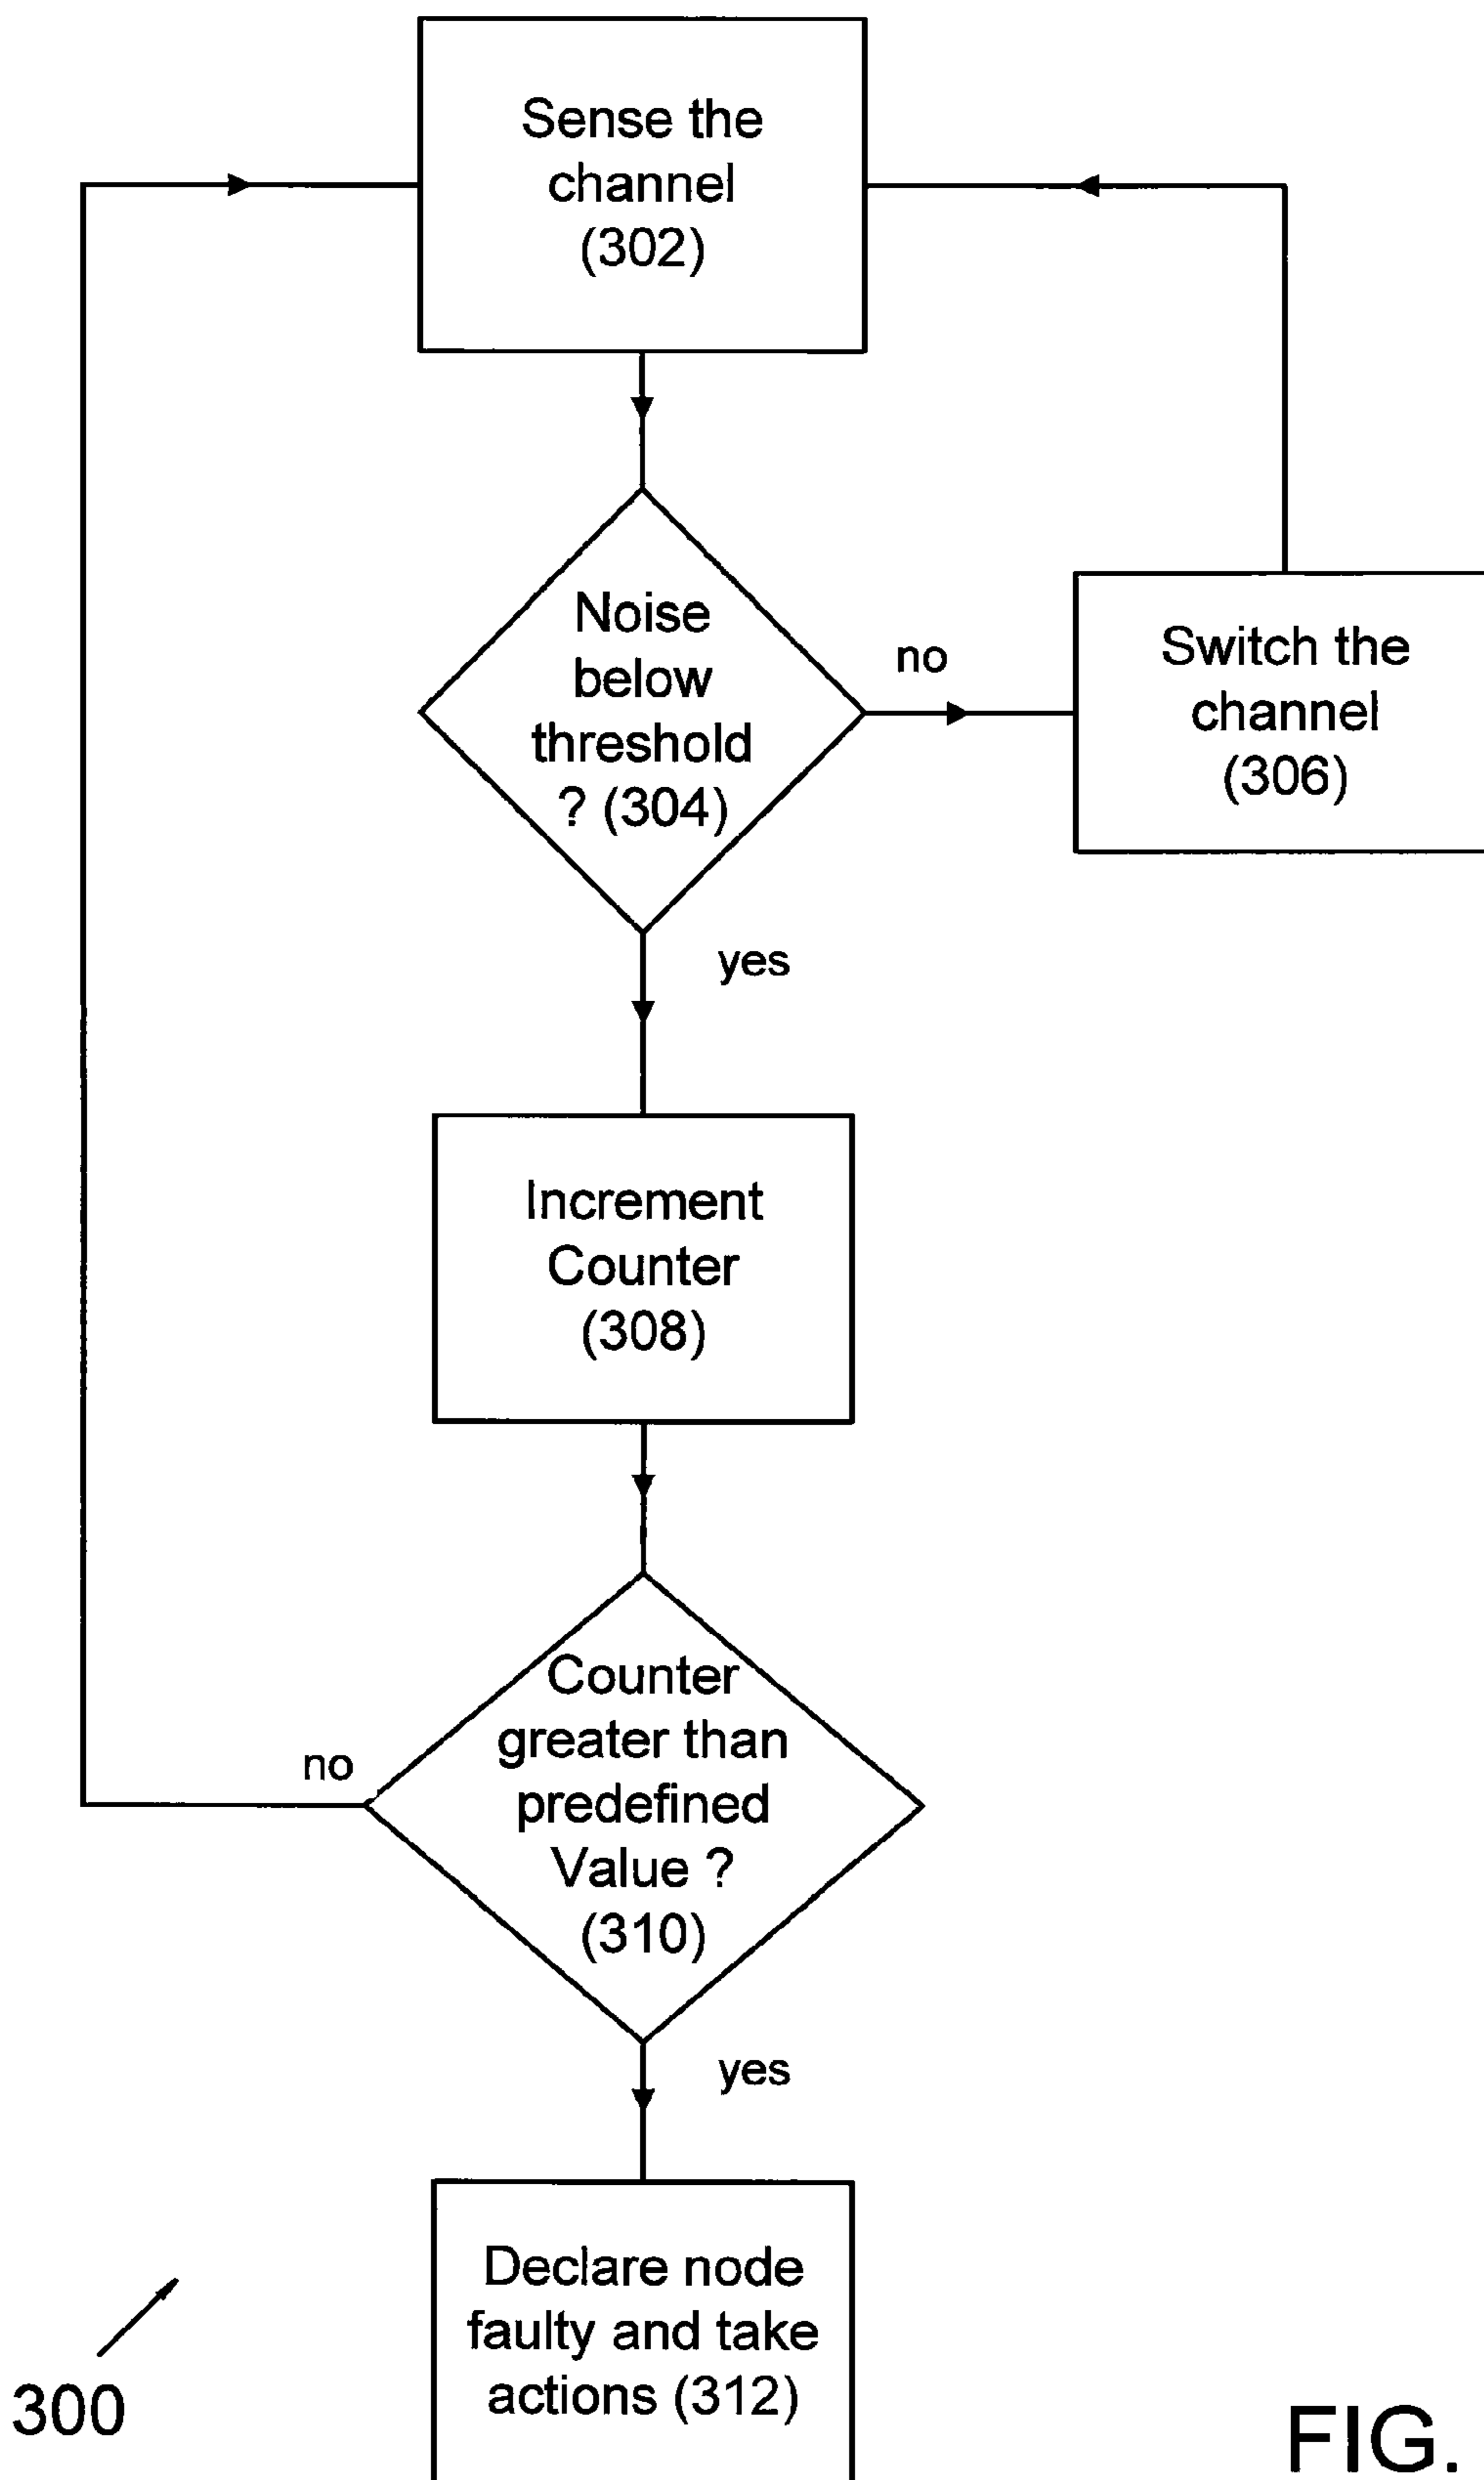 Sense the
channel
(302)
Noise
below
threshold
? (304)
no
Switch the
channel
(306)
yes
Increment
Counter
(308)
Counter
greater than
predefined
Value ?
(310)
no
yes
Declare node
faulty and take
actions (312)
300
FIG.